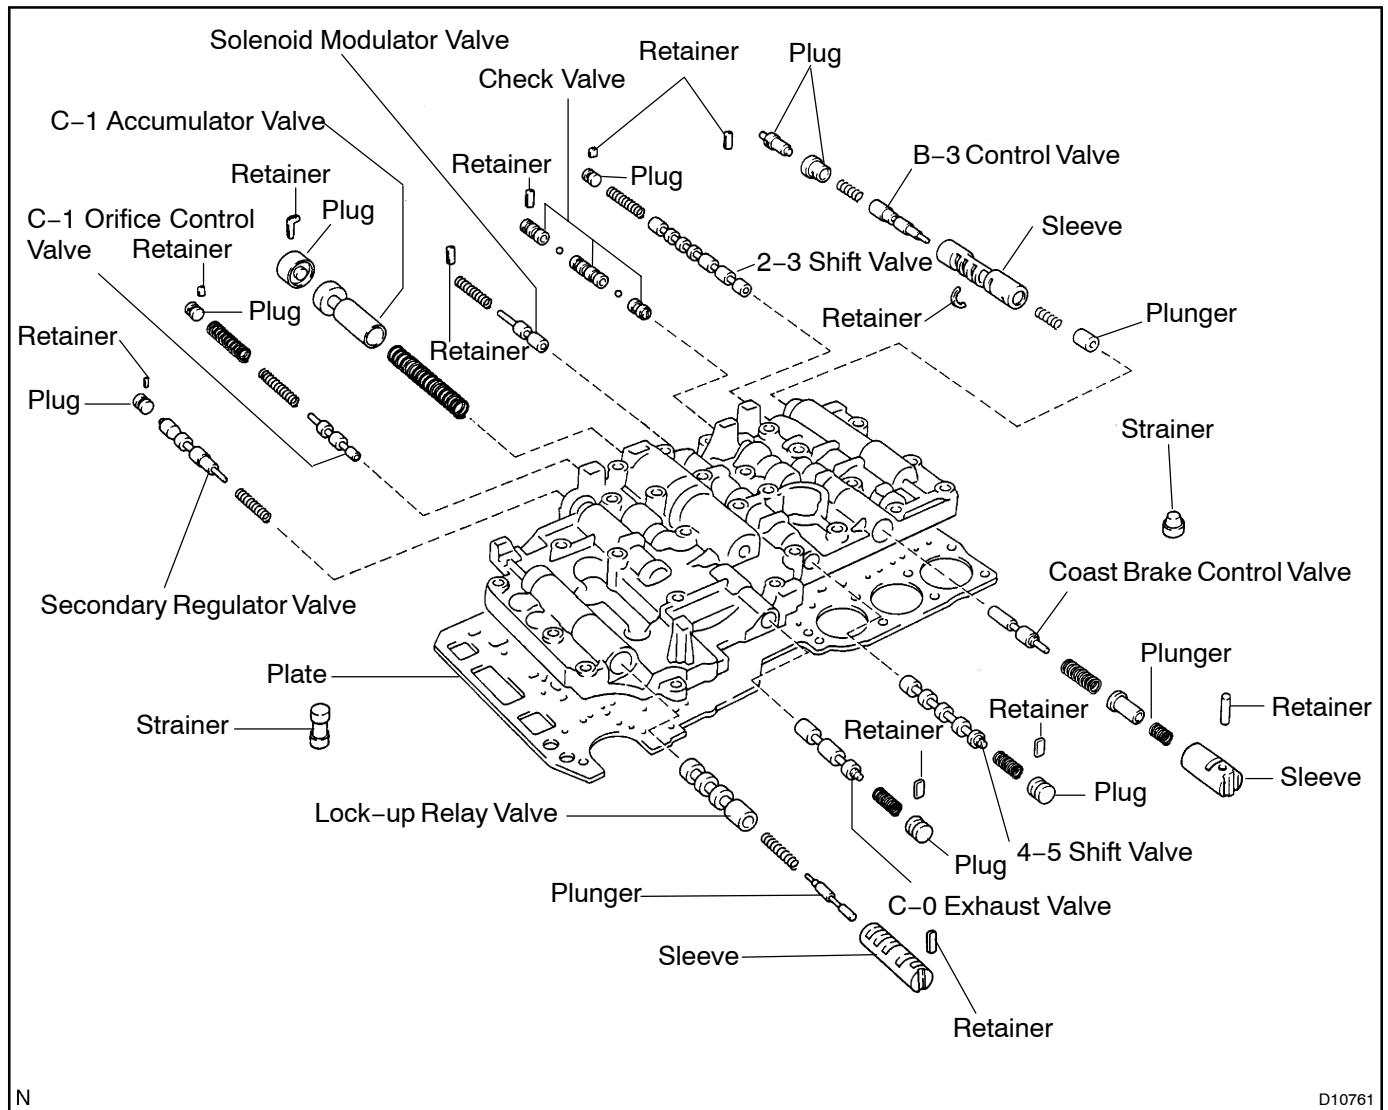 Solenoid Modulator Valve
Retainer
Plug
Check Valve
C–1 Accumulator Valve
Retainer
Plug
B–3 Control Valve
Retainer
Plug
C–1 Orifice Control
Valve
Retainer
Sleeve
2–3 Shift Valve
Plug
Retainer
Plunger
Retainer
Retainer
Plug
Strainer
Secondary Regulator Valve
Coast Brake Control Valve
Plunger
Plate
Retainer
Retainer
Strainer
Retainer
Sleeve
Plug
Lock–up Relay Valve
4–5 Shift Valve
Plug
Plunger
C–0 Exhaust Valve
Sleeve
Retainer
N
D10761